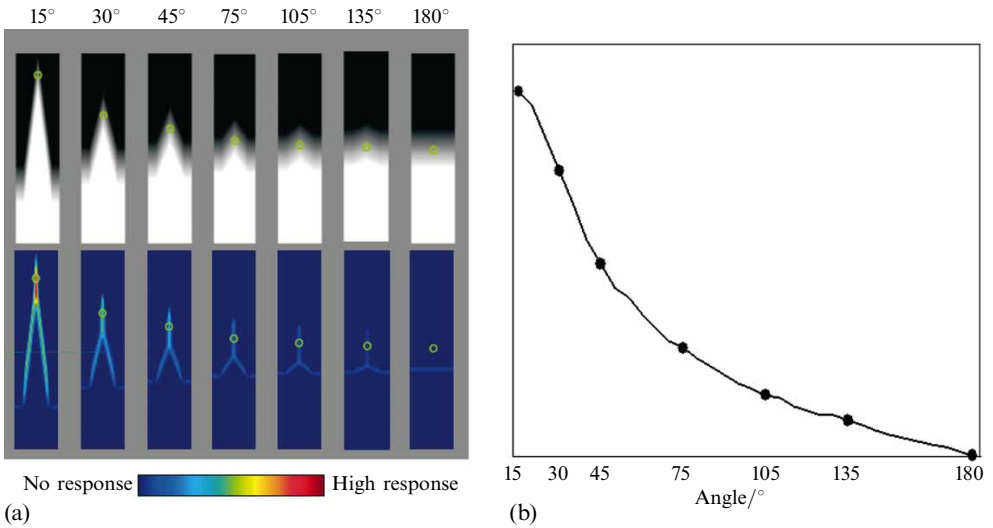 15° 30° 45° 75° 105° 135° 180°
No response High response
(a)
15 30 45 75 105 135 180
Angle/°
(b)